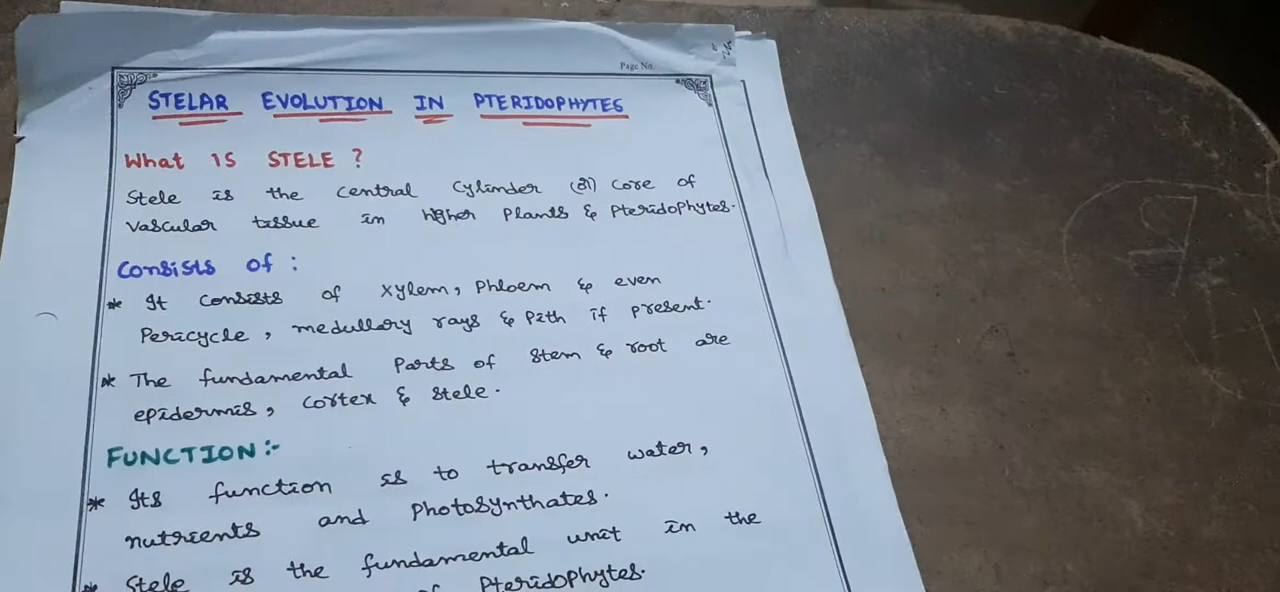 Page No.
STELAR EVOLUTION IN PTERIDOPHYTES
What IS STELE ?
Stele is the central cylinder (or) core of
vascular tissue in higher Plants & Pteridophytes.
Consists of :
* It consists of xylem, Phloem & even
Pericycle, medullory rays & Pith if present.
* The fundamental Parts of stem & root are
epidermis, cortex & stele.
FUNCTION :-
* Its function is to transfer water,
nutrients and Photosynthates.
* Stele is the fundamental unit in the
of Pteridophytes.